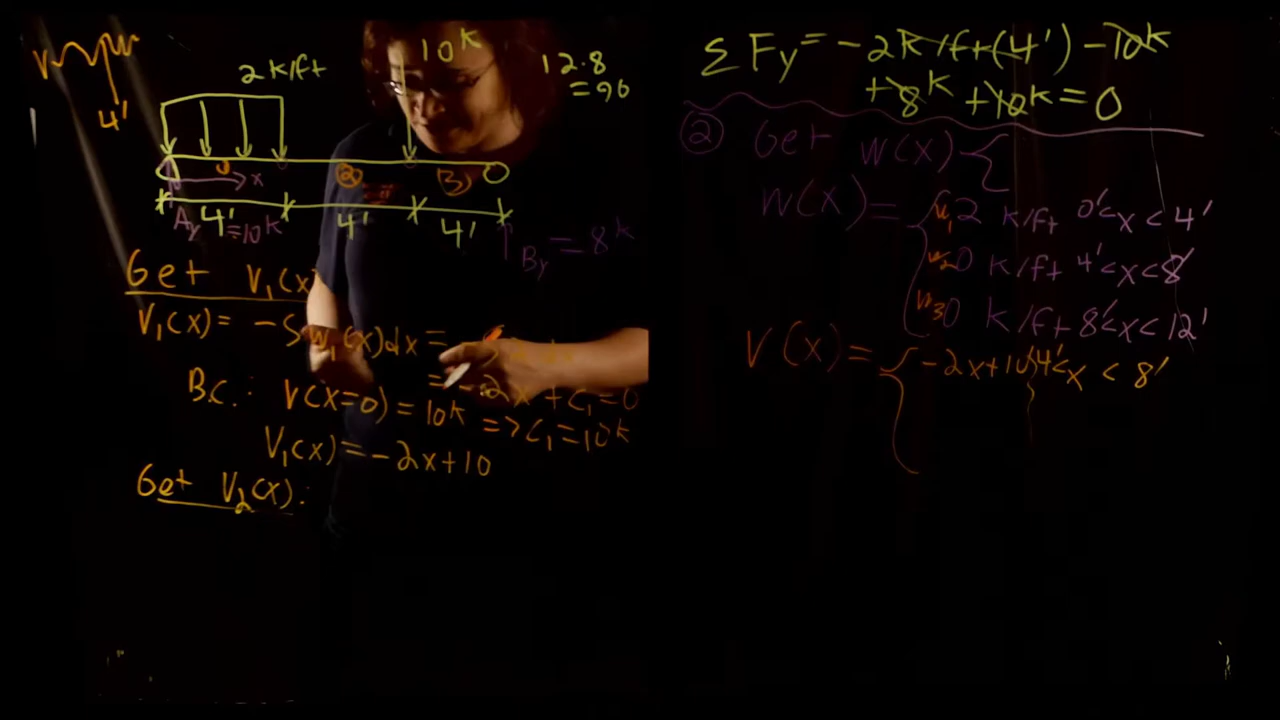 2k/ft
10k
12.8
=96
4'
x
②
③
Ay=10k
4'
4'
4'
By=8k
Get V₁(x)
V₁(x)= -∫w₁(x)dx=
= -2x+C₁=0
B.C.: V(x=0)=10k => C₁=10k
V₁(x)=-2x+10
Get V₂(x):
ΣFy= -2k/ft(4') -10k
+8k +10k=0
② Get w(x) {
w(x)= { w₁ 2 k/ft 0'<x<4'
w₂ 0 k/ft 4'<x<8'
w₃ 0 k/ft 8'<x<12'
V(x)= { -2x+10 4'<x<8'